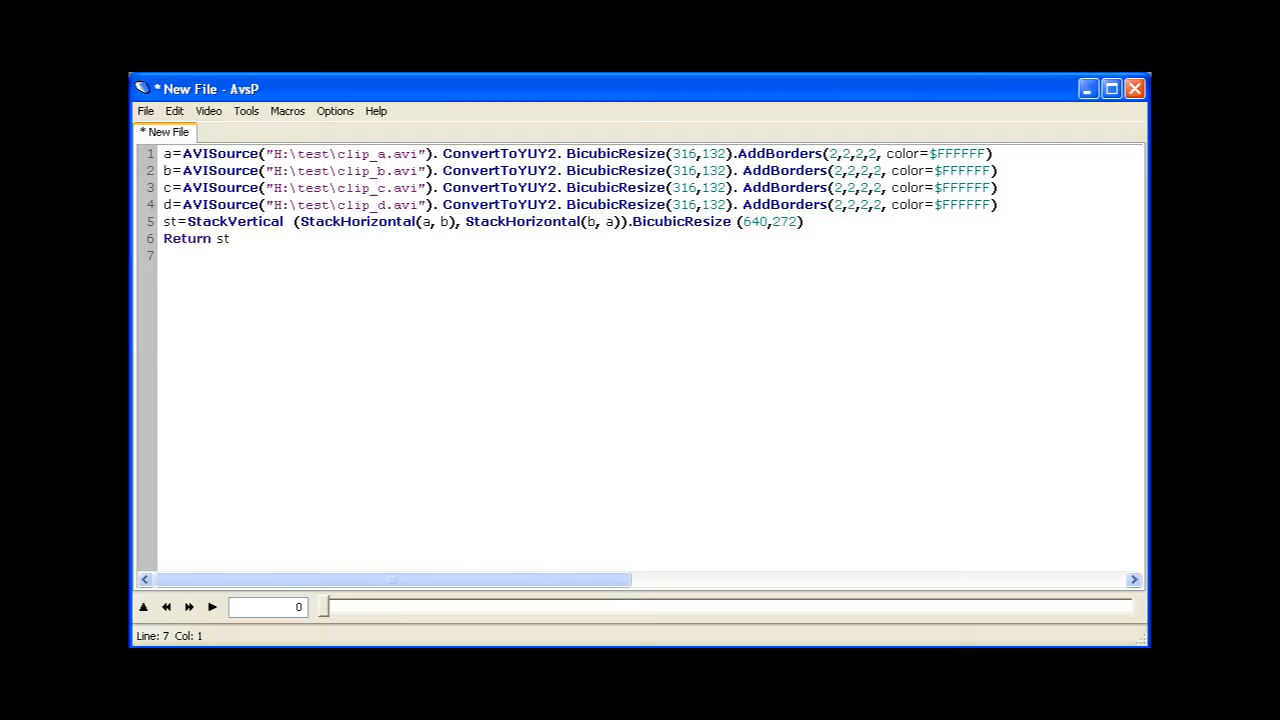 * New File - AvsP
File Edit Video Tools Macros Options Help
* New File
1 a=AVISource("H:\test\clip_a.avi"). ConvertToYUY2. BicubicResize(316,132).AddBorders(2,2,2,2, color=$FFFFFF)
2 b=AVISource("H:\test\clip_b.avi"). ConvertToYUY2. BicubicResize(316,132). AddBorders(2,2,2,2, color=$FFFFFF)
3 c=AVISource("H:\test\clip_c.avi"). ConvertToYUY2. BicubicResize(316,132). AddBorders(2,2,2,2, color=$FFFFFF)
4 d=AVISource("H:\test\clip_d.avi"). ConvertToYUY2. BicubicResize(316,132). AddBorders(2,2,2,2, color=$FFFFFF)
5 st=StackVertical (StackHorizontal(a, b), StackHorizontal(b, a)).BicubicResize (640,272)
6 Return st
7
0
Line: 7 Col: 1